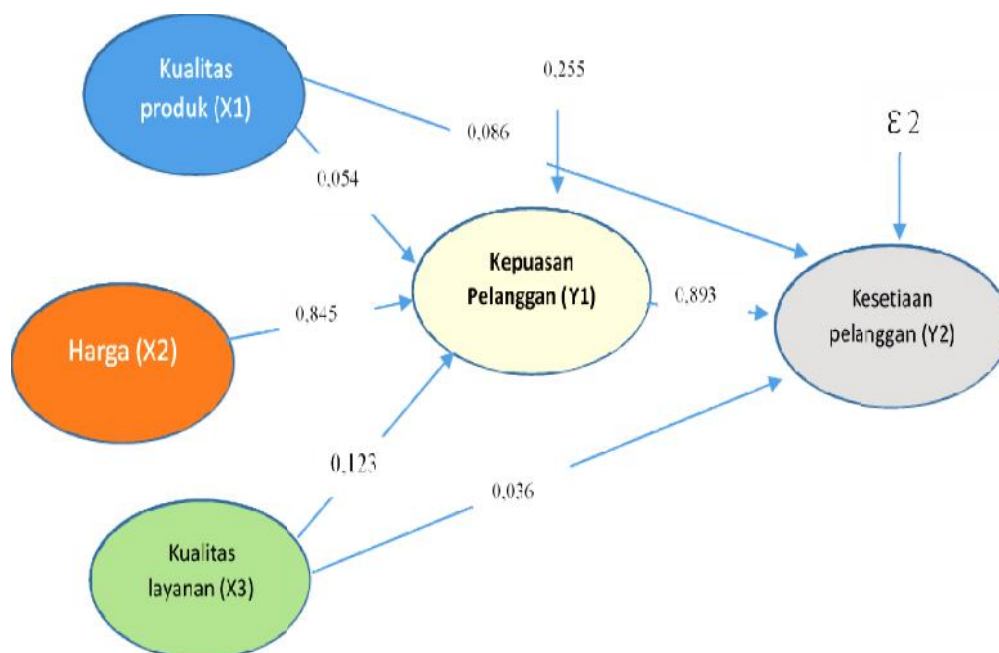 Kualitas
produk (X1)
0,255
0,086
ε 2
0,054
Kepuasan
Pelanggan (Y1)
0,893
Kesetiaan
pelanggan (Y2)
0,845
Harga (X2)
0,123
0,036
Kualitas
layanan (X3)